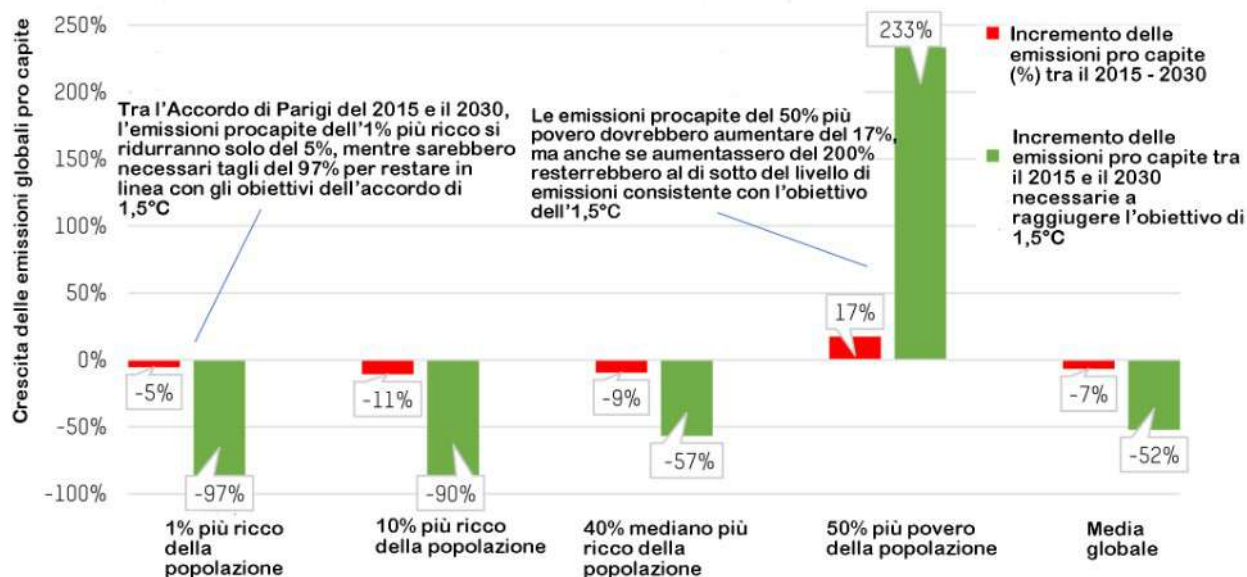 Crescita delle emissioni globali pro capite
250%
200%
150%
100%
50%
0%
-50%
-100%
Tra l'Accordo di Parigi del 2015 e il 2030,
l'emissioni procapite dell'1% più ricco si
ridurranno solo del 5%, mentre sarebbero
necessari tagli del 97% per restare in
linea con gli obiettivi dell'accordo di
1,5°C
Le emissioni procapite del 50% più
povero dovrebbero aumentare del 17%,
ma anche se aumentassero del 200%
resterrebbero al di sotto del livello di
emissioni consistente con l'obiettivo
dell'1,5°C
Incremento delle
emissioni pro capite
(%) tra il 2015 - 2030
Incremento delle
emissioni pro capite tra
il 2015 e il 2030
necessarie a
raggiugere l'obiettivo di
1,5°C
-5%
-97%
-11%
-90%
-9%
-57%
17%
233%
-7%
-52%
1% più ricco
della
popolazione
10% più ricco
della popolazione
40% mediano più
ricco della
popolazione
50% più povero
della popolazione
Media
globale